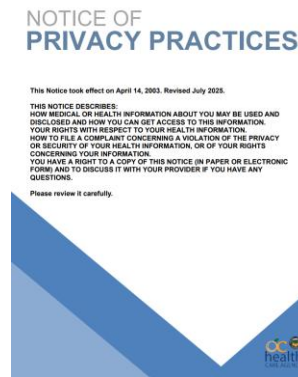 NOTICE OF
PRIVACY PRACTICES
This Notice took effect on April 14, 2003. Revised July 2025.
THIS NOTICE DESCRIBES:
HOW MEDICAL OR HEALTH INFORMATION ABOUT YOU MAY BE USED AND
DISCLOSED AND HOW YOU CAN GET ACCESS TO THIS INFORMATION.
YOUR RIGHTS WITH RESPECT TO YOUR HEALTH INFORMATION.
HOW TO FILE A COMPLAINT CONCERNING A VIOLATION OF THE PRIVACY
OR SECURITY OF YOUR HEALTH INFORMATION, OR OF YOUR RIGHTS
CONCERNING YOUR INFORMATION.
YOU HAVE A RIGHT TO A COPY OF THIS NOTICE (IN PAPER OR ELECTRONIC
FORM) AND TO DISCUSS IT WITH YOUR PROVIDER IF YOU HAVE ANY
QUESTIONS.
Please review it carefully.
oc
health